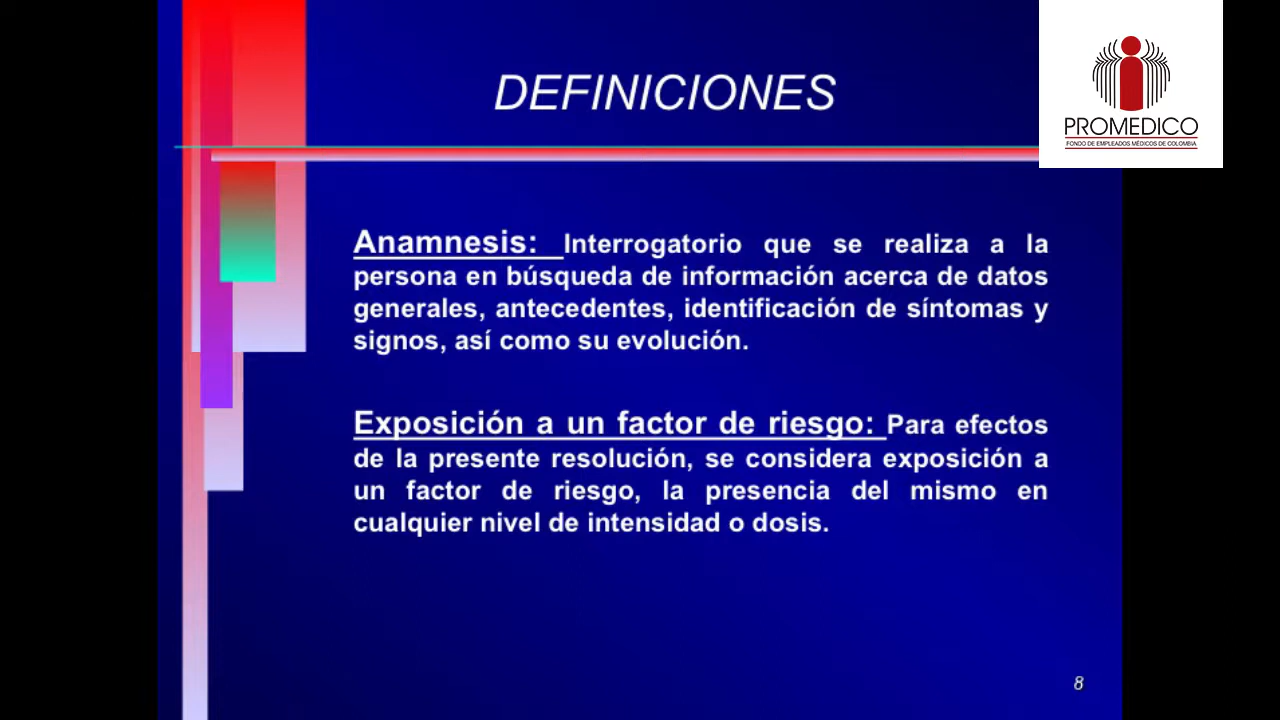 DEFINICIONES
PROMEDICO
FONDO DE EMPLEADOS MÉDICOS DE COLOMBIA
Anamnesis: Interrogatorio que se realiza a la
persona en búsqueda de información acerca de datos
generales, antecedentes, identificación de síntomas y
signos, así como su evolución.
Exposición a un factor de riesgo: Para efectos
de la presente resolución, se considera exposición a
un factor de riesgo, la presencia del mismo en
cualquier nivel de intensidad o dosis.
8